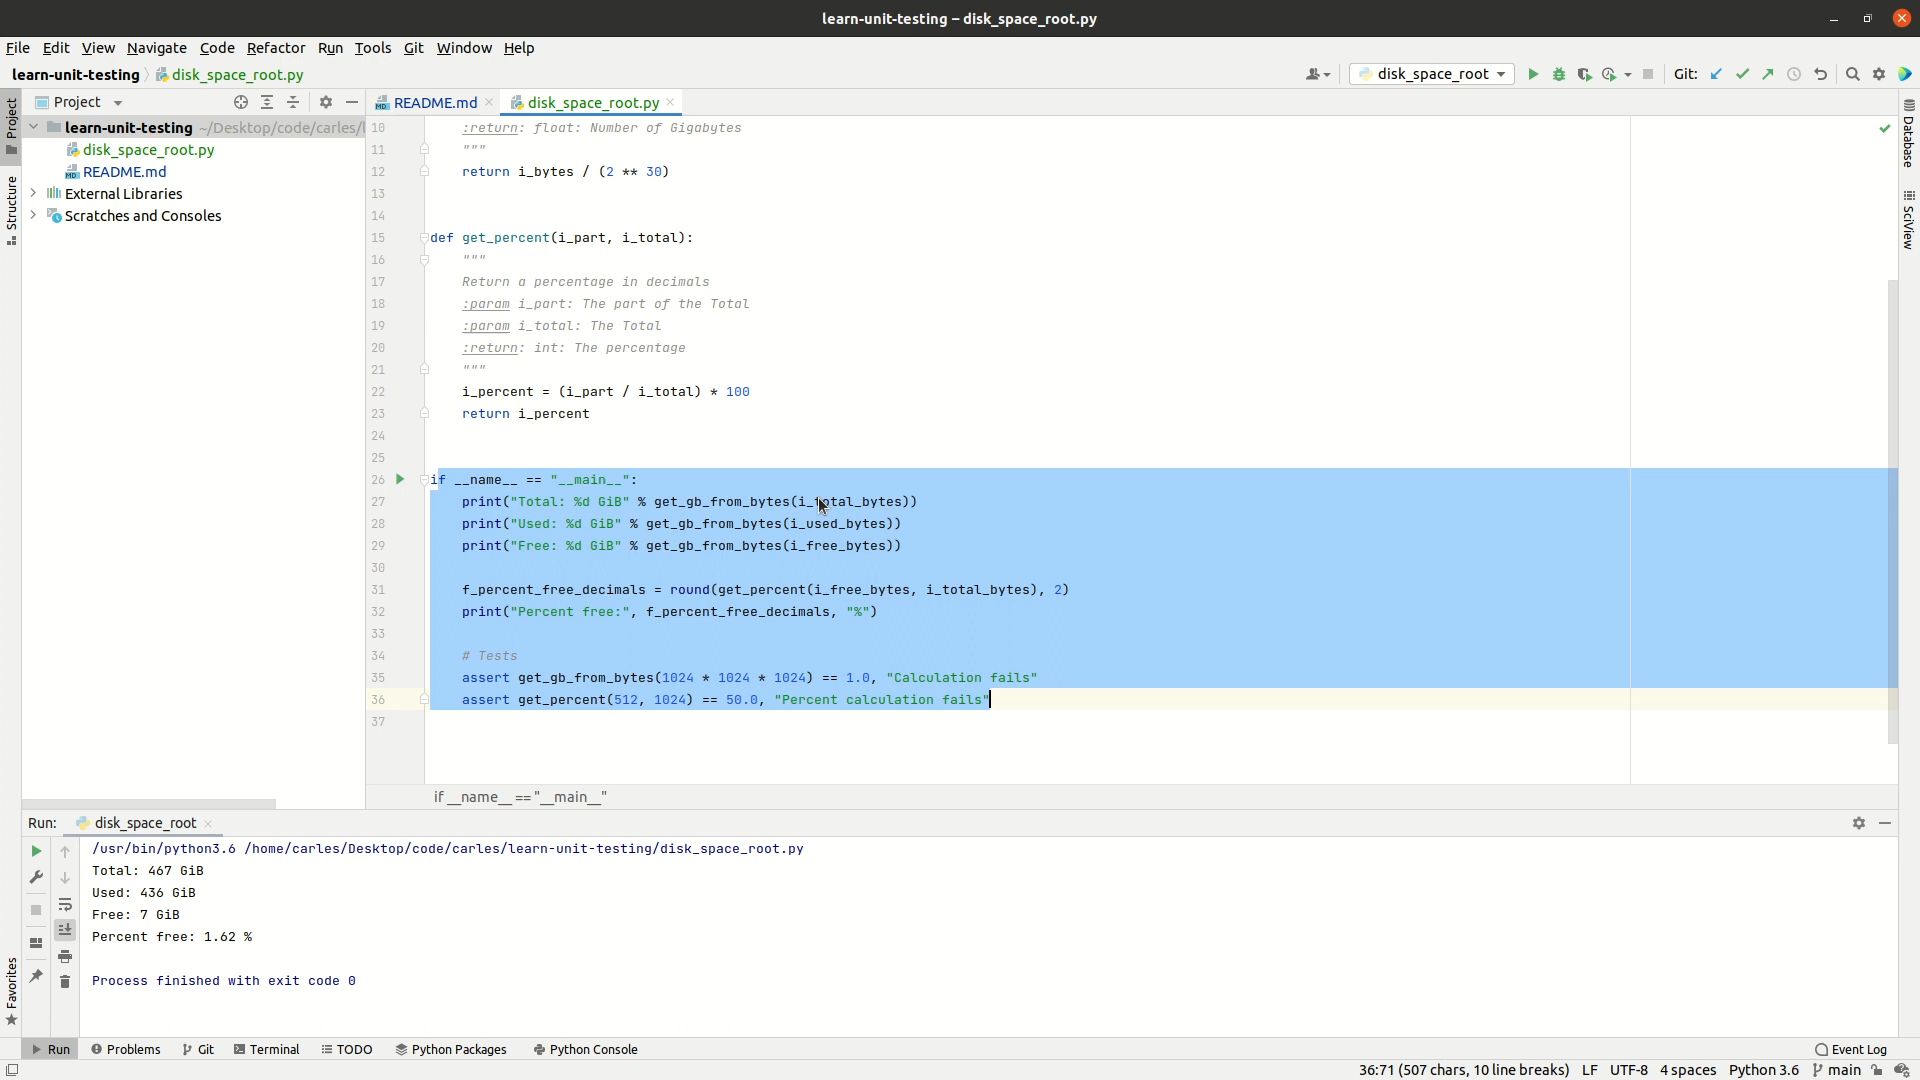 learn-unit-testing – disk_space_root.py
File Edit View Navigate Code Refactor Run Tools Git Window Help
learn-unit-testing disk_space_root.py disk_space_root Git:
Project README.md disk_space_root.py
learn-unit-testing ~/Desktop/code/carles/l
disk_space_root.py
README.md
External Libraries
Scratches and Consoles
Project
Structure
Favorites
Database
SciView
10 :return: float: Number of Gigabytes
11 """
12 return i_bytes / (2 ** 30)
13
14
15 def get_percent(i_part, i_total):
16 """
17 Return a percentage in decimals
18 :param i_part: The part of the Total
19 :param i_total: The Total
20 :return: int: The percentage
21 """
22 i_percent = (i_part / i_total) * 100
23 return i_percent
24
25
26 if __name__ == "__main__":
27 print("Total: %d GiB" % get_gb_from_bytes(i_total_bytes))
28 print("Used: %d GiB" % get_gb_from_bytes(i_used_bytes))
29 print("Free: %d GiB" % get_gb_from_bytes(i_free_bytes))
30
31 f_percent_free_decimals = round(get_percent(i_free_bytes, i_total_bytes), 2)
32 print("Percent free:", f_percent_free_decimals, "%")
33
34 # Tests
35 assert get_gb_from_bytes(1024 * 1024 * 1024) == 1.0, "Calculation fails"
36 assert get_percent(512, 1024) == 50.0, "Percent calculation fails"
37
if __name__ == "__main__"
Run: disk_space_root
/usr/bin/python3.6 /home/carles/Desktop/code/carles/learn-unit-testing/disk_space_root.py
Total: 467 GiB
Used: 436 GiB
Free: 7 GiB
Percent free: 1.62 %
Process finished with exit code 0
Run Problems Git Terminal TODO Python Packages Python Console Event Log
36:71 (507 chars, 10 line breaks) LF UTF-8 4 spaces Python 3.6 main